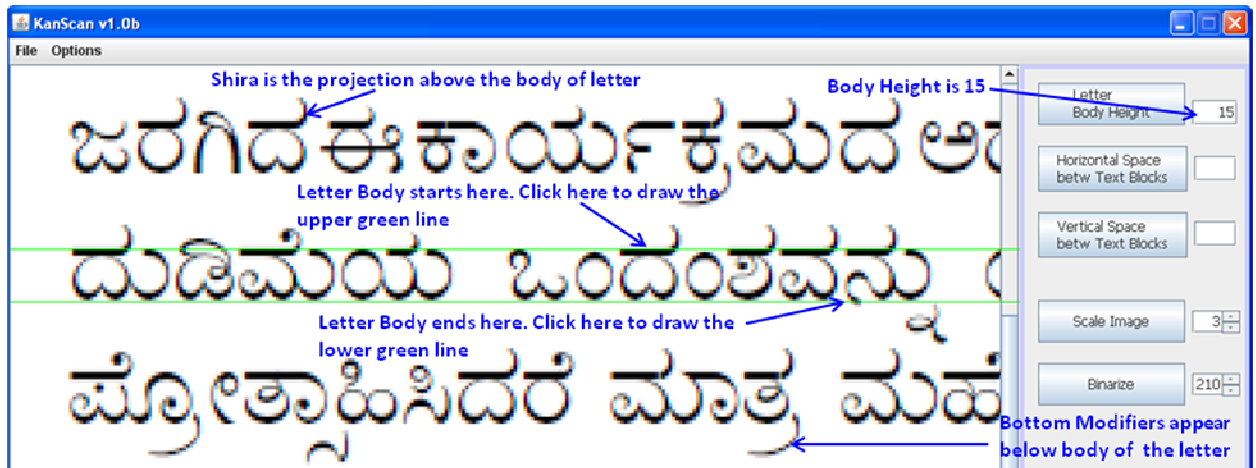 KanScan v1.0b
File Options
Shira is the projection above the body of letter
Body Height is 15
Letter
Body Height
15
ಜರಗಿದ ಈ ಕಾರ್ಯಕ್ರಮದ
Horizontal Space
betw Text Blocks
Letter Body starts here. Click here to draw the
upper green line
Vertical Space
betw Text Blocks
ದುಡಿಮೆಯ ಒಂದಂಶವನ್ನು
Letter Body ends here. Click here to draw the
lower green line
Scale Image
3
ಪ್ರೋತ್ಸಾಹಿಸಿದರೆ ಮಾತ್ರ
Binarize
210
Bottom Modifiers appear
below body of the letter